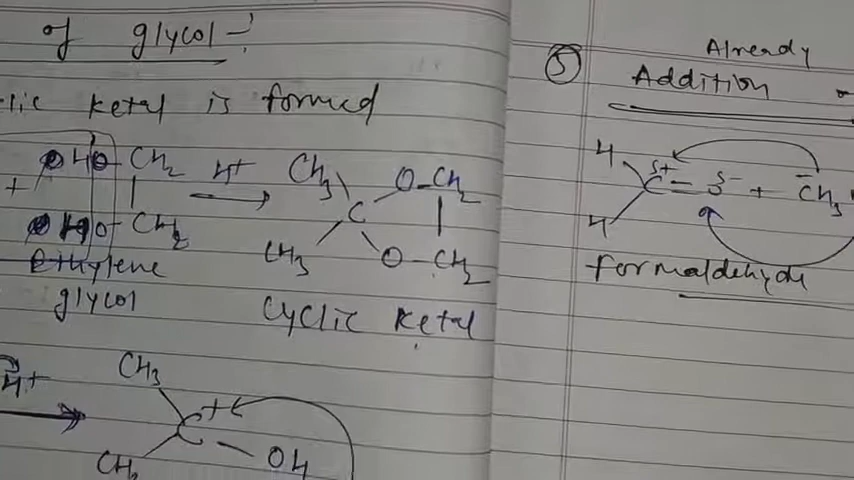 of glycol -:
-lic ketal is formed
+ HO-CH2 H+ CH3 O-CH2
C
HO-CH2 CH3 O-CH2
Ethylene
glycol Cyclic Ketal
H+ CH3
C+
CH3 OH
5 Already
Addition
H
C = O + CH3
H
formaldehyde